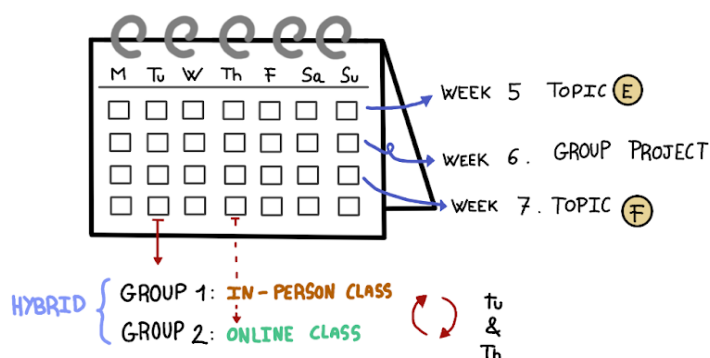 M Tu W Th F Sa Su
WEEK 5 TOPIC E
WEEK 6. GROUP PROJECT
WEEK 7. TOPIC F
HYBRID
GROUP 1: IN-PERSON CLASS
GROUP 2: ONLINE CLASS
tu
&
Th